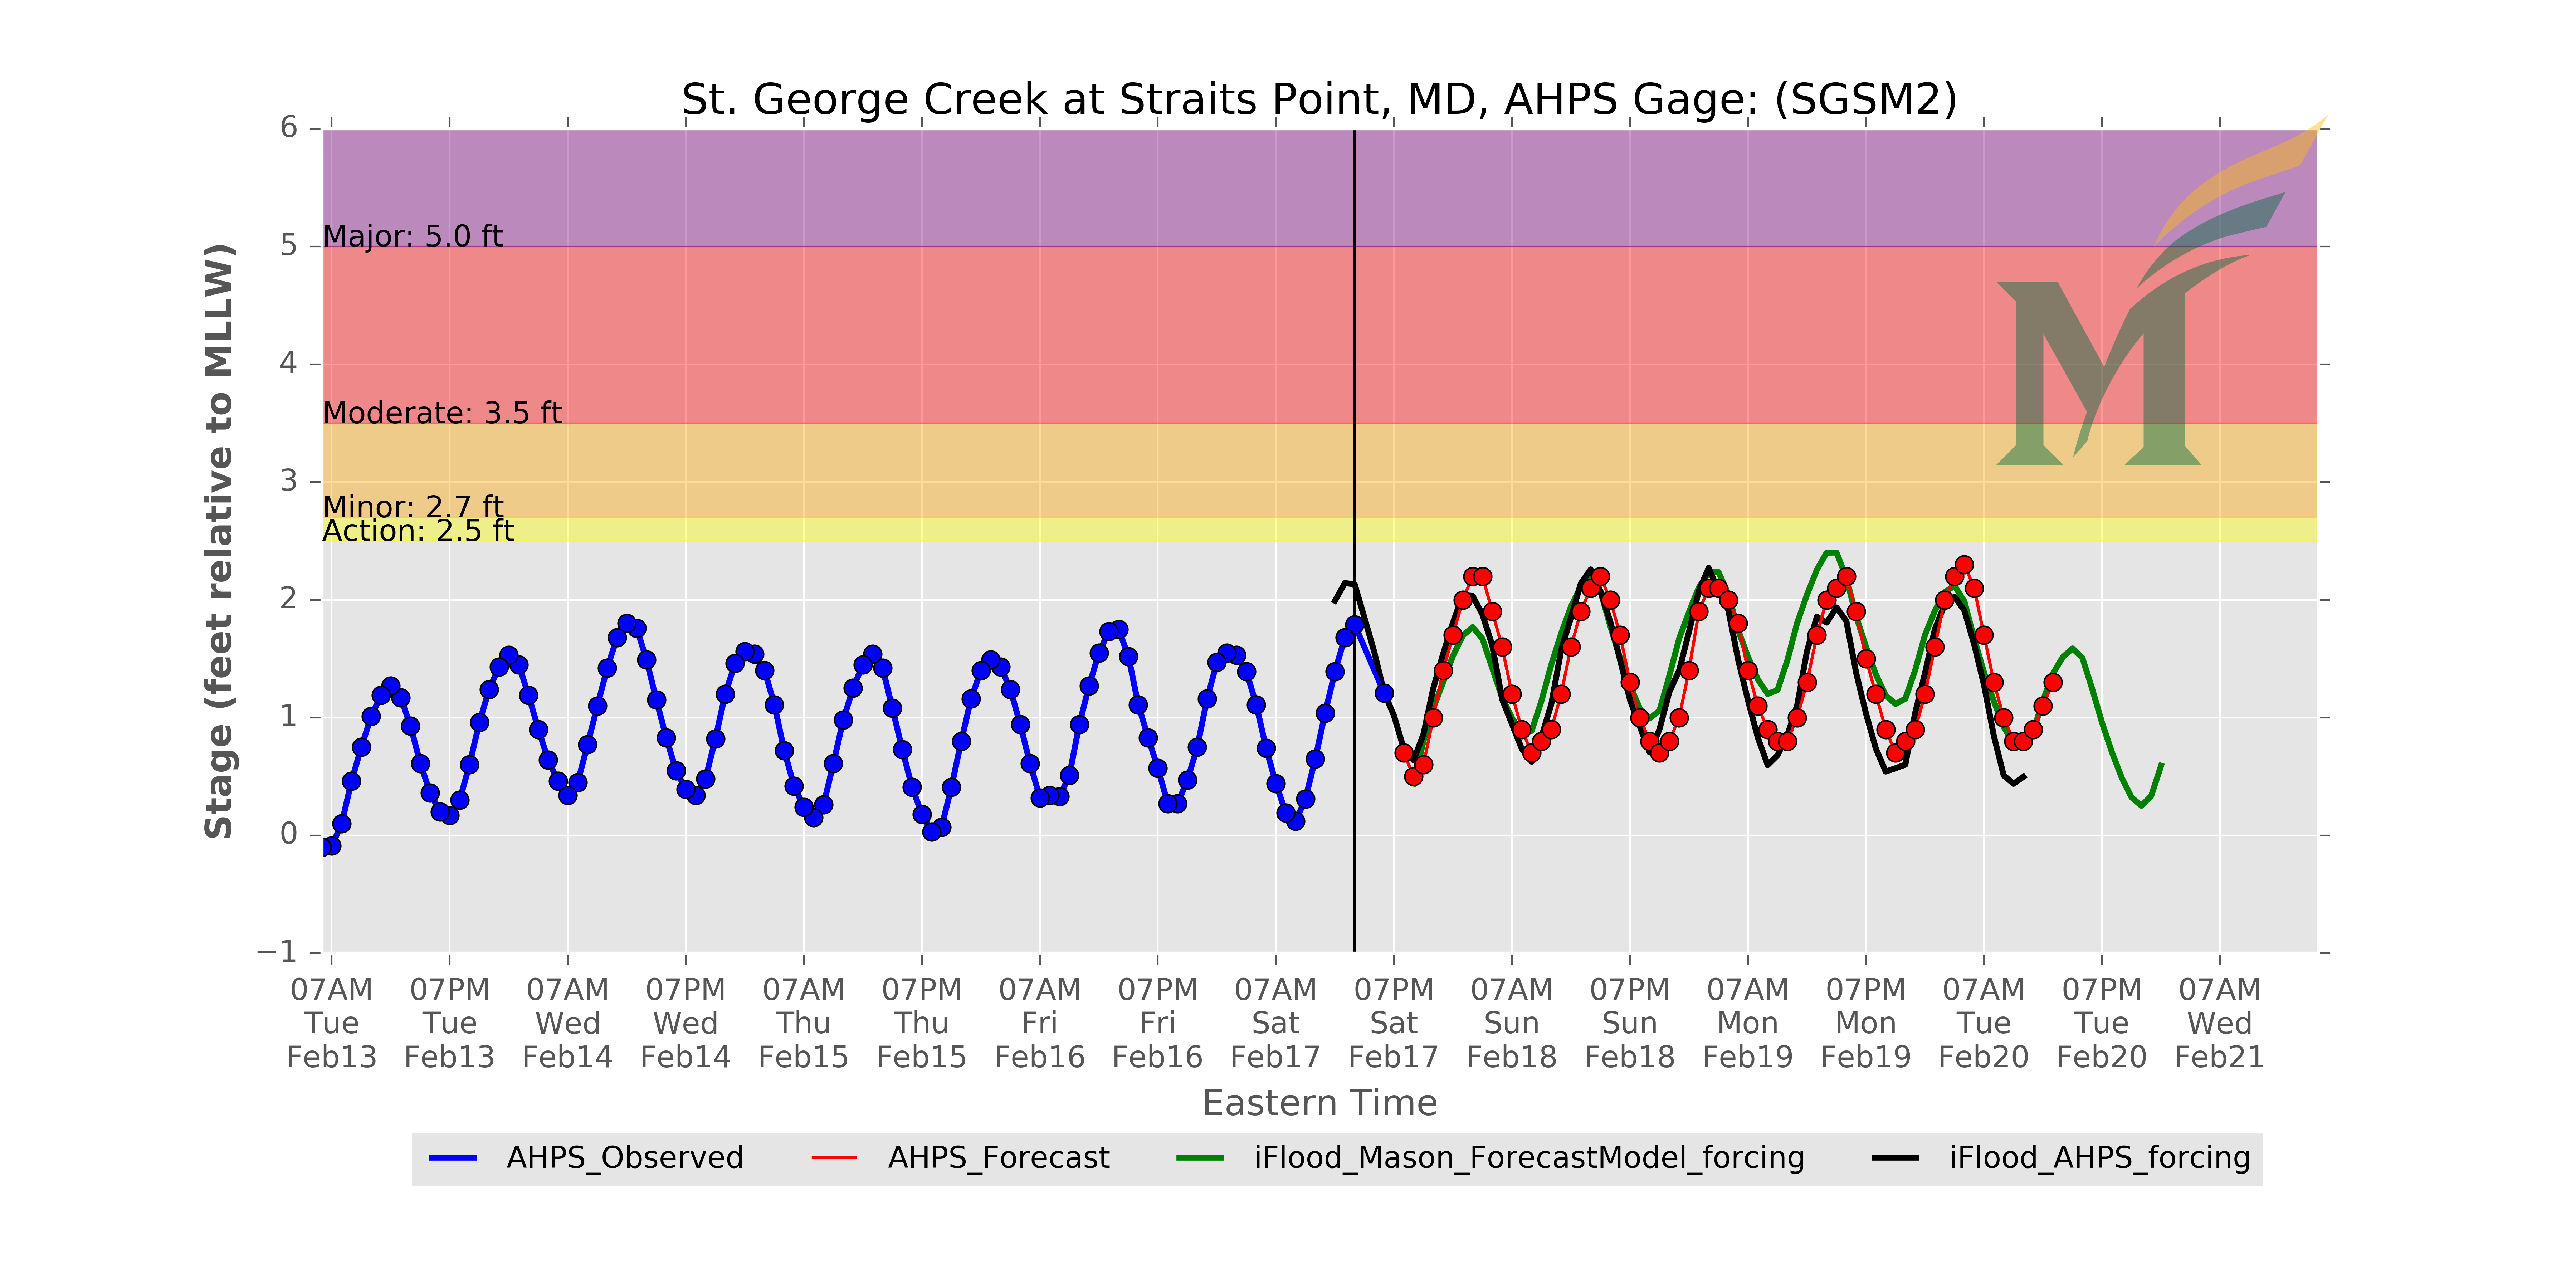 St. George Creek at Straits Point, MD, AHPS Gage: (SGSM2)
Stage (feet relative to MLLW)
6
5
4
3
2
1
0
−1
Major: 5.0 ft
Moderate: 3.5 ft
Minor: 2.7 ft
Action: 2.5 ft
M
07AM 07PM 07AM 07PM 07AM 07PM 07AM 07PM 07AM 07PM 07AM 07PM 07AM 07PM 07AM 07PM 07AM
Tue Tue Wed Wed Thu Thu Fri Fri Sat Sat Sun Sun Mon Mon Tue Tue Wed
Feb13 Feb13 Feb14 Feb14 Feb15 Feb15 Feb16 Feb16 Feb17 Feb17 Feb18 Feb18 Feb19 Feb19 Feb20 Feb20 Feb21
Eastern Time
AHPS_Observed AHPS_Forecast iFlood_Mason_ForecastModel_forcing iFlood_AHPS_forcing